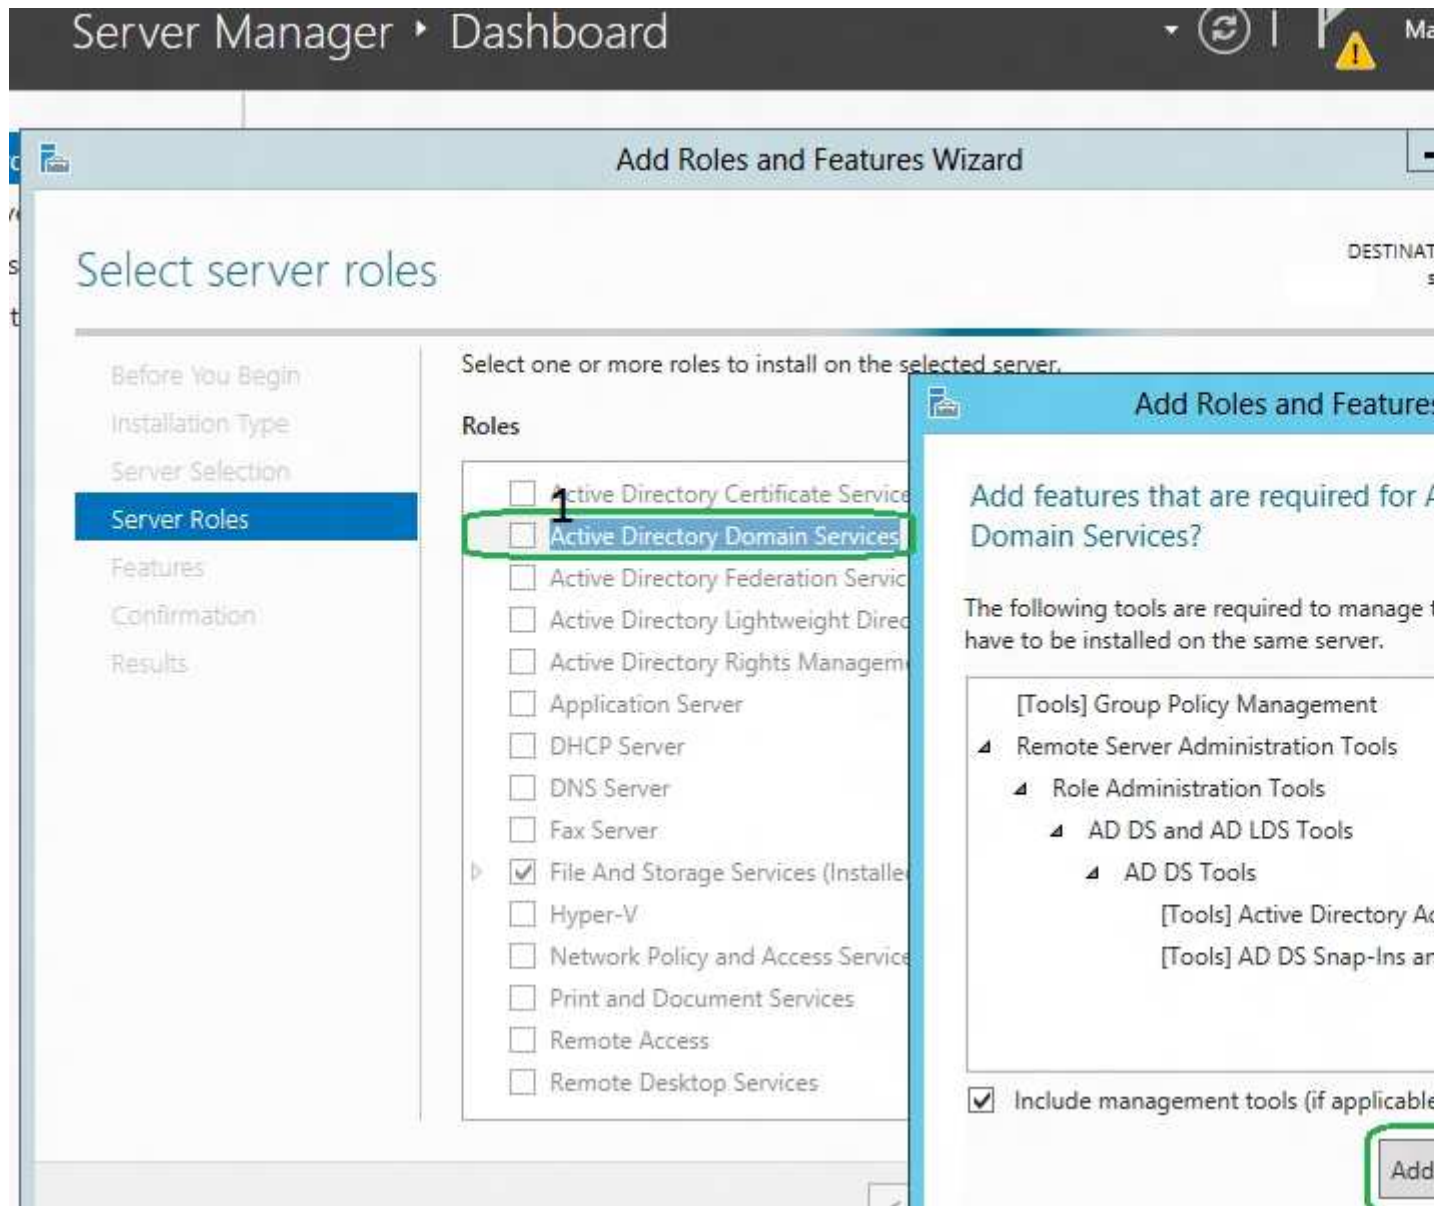 Server Manager ‣ Dashboard
Ma
Add Roles and Features Wizard
Select server roles
DESTINAT
s
Before You Begin
Installation Type
Server Selection
Server Roles
Features
Confirmation
Results
Select one or more roles to install on the selected server.
Roles
Active Directory Certificate Service
1
Active Directory Domain Services
Active Directory Federation Servic
Active Directory Lightweight Direc
Active Directory Rights Manageme
Application Server
DHCP Server
DNS Server
Fax Server
File And Storage Services (Installed
Hyper-V
Network Policy and Access Service
Print and Document Services
Remote Access
Remote Desktop Services
Add Roles and Features
Add features that are required for A
Domain Services?
The following tools are required to manage t
have to be installed on the same server.
[Tools] Group Policy Management
Remote Server Administration Tools
Role Administration Tools
AD DS and AD LDS Tools
AD DS Tools
[Tools] Active Directory Ad
[Tools] AD DS Snap-Ins an
Include management tools (if applicable
Add